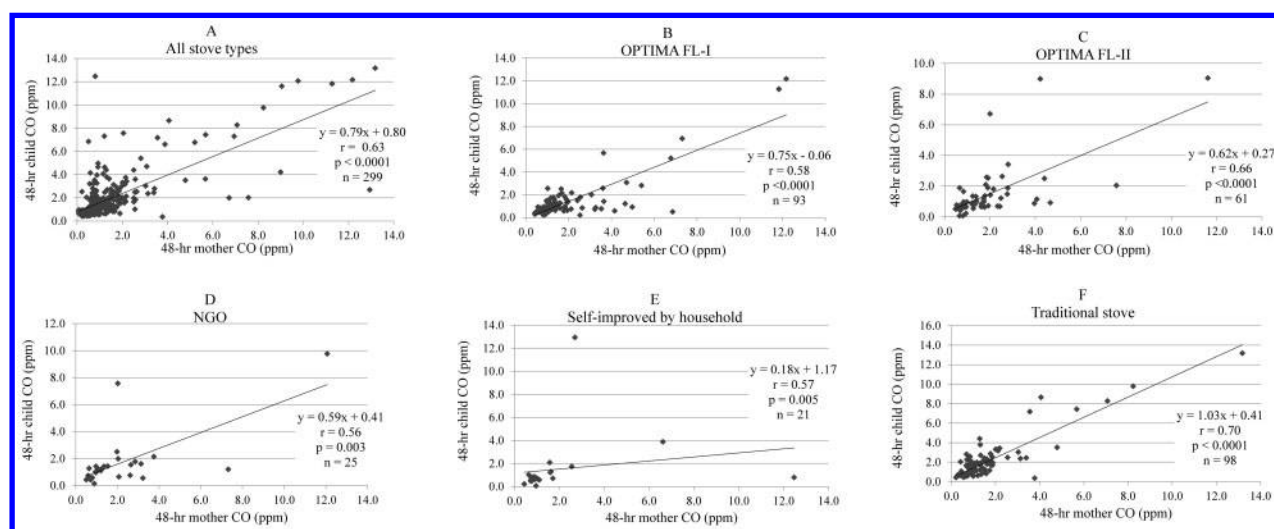 A
All stove types
48-hr child CO (ppm)
14.0
12.0
10.0
8.0
6.0
4.0
2.0
0.0
y = 0.79x + 0.80
r = 0.63
p < 0.0001
n = 299
0.0 2.0 4.0 6.0 8.0 10.0 12.0 14.0
48-hr mother CO (ppm)
B
OPTIMA FL-I
48-hr child CO (ppm)
14.0
12.0
10.0
8.0
6.0
4.0
2.0
0.0
y = 0.75x - 0.06
r = 0.58
p <0.0001
n = 93
0.0 2.0 4.0 6.0 8.0 10.0 12.0 14.0
48-hr mother CO (ppm)
C
OPTIMA FL-II
48-hr child CO (ppm)
10.0
9.0
8.0
7.0
6.0
5.0
4.0
3.0
2.0
1.0
0.0
y = 0.62x + 0.27
r = 0.66
p <0.0001
n = 61
0.0 2.0 4.0 6.0 8.0 10.0 12.0 14.0
48-hr mother CO (ppm)
D
NGO
48-hr child CO (ppm)
12.0
10.0
8.0
6.0
4.0
2.0
0.0
y = 0.59x + 0.41
r = 0.56
p = 0.003
n = 25
0.0 2.0 4.0 6.0 8.0 10.0 12.0 14.0
48-hr mother CO (ppm)
E
Self-improved by household
48-hr child CO (ppm)
14.0
12.0
10.0
8.0
6.0
4.0
2.0
0.0
y = 0.18x + 1.17
r = 0.57
p = 0.005
n = 21
0.0 2.0 4.0 6.0 8.0 10.0 12.0 14.0
48-hr mother CO (ppm)
F
Traditional stove
48-hr child CO (ppm)
16.0
14.0
12.0
10.0
8.0
6.0
4.0
2.0
0.0
y = 1.03x + 0.41
r = 0.70
p < 0.0001
n = 98
0.0 2.0 4.0 6.0 8.0 10.0 12.0 14.0
48-hr mother CO (ppm)